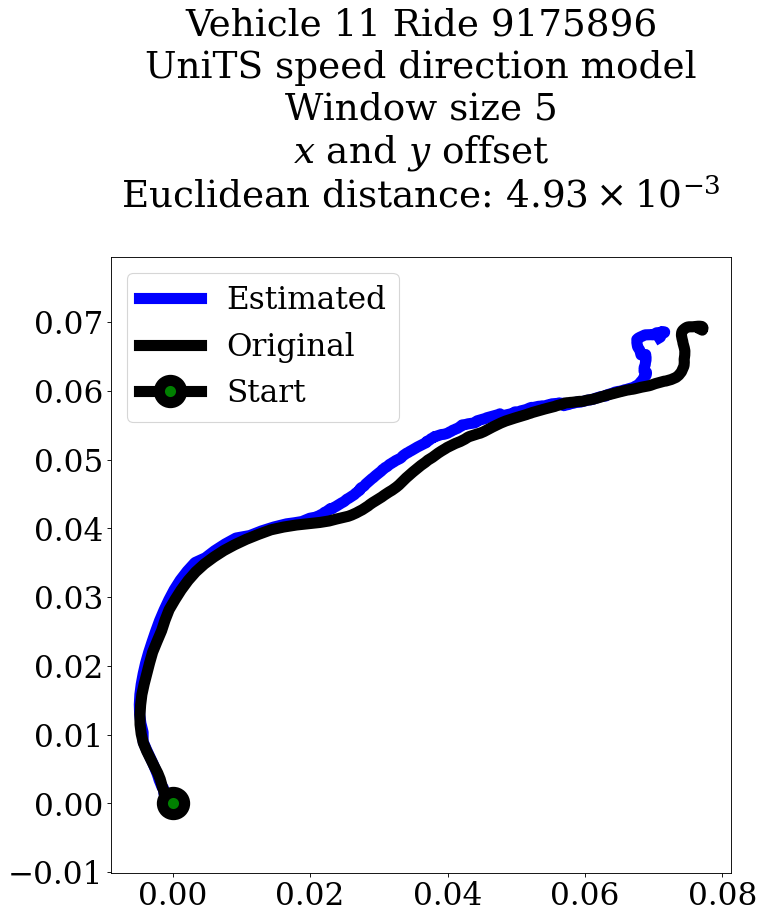 Vehicle 11 Ride 9175896
UniTS speed direction model
Window size 5
x and y offset
Euclidean distance: 4.93 × 10⁻³
Estimated
Original
Start
0.07
0.06
0.05
0.04
0.03
0.02
0.01
0.00
−0.01
0.00 0.02 0.04 0.06 0.08